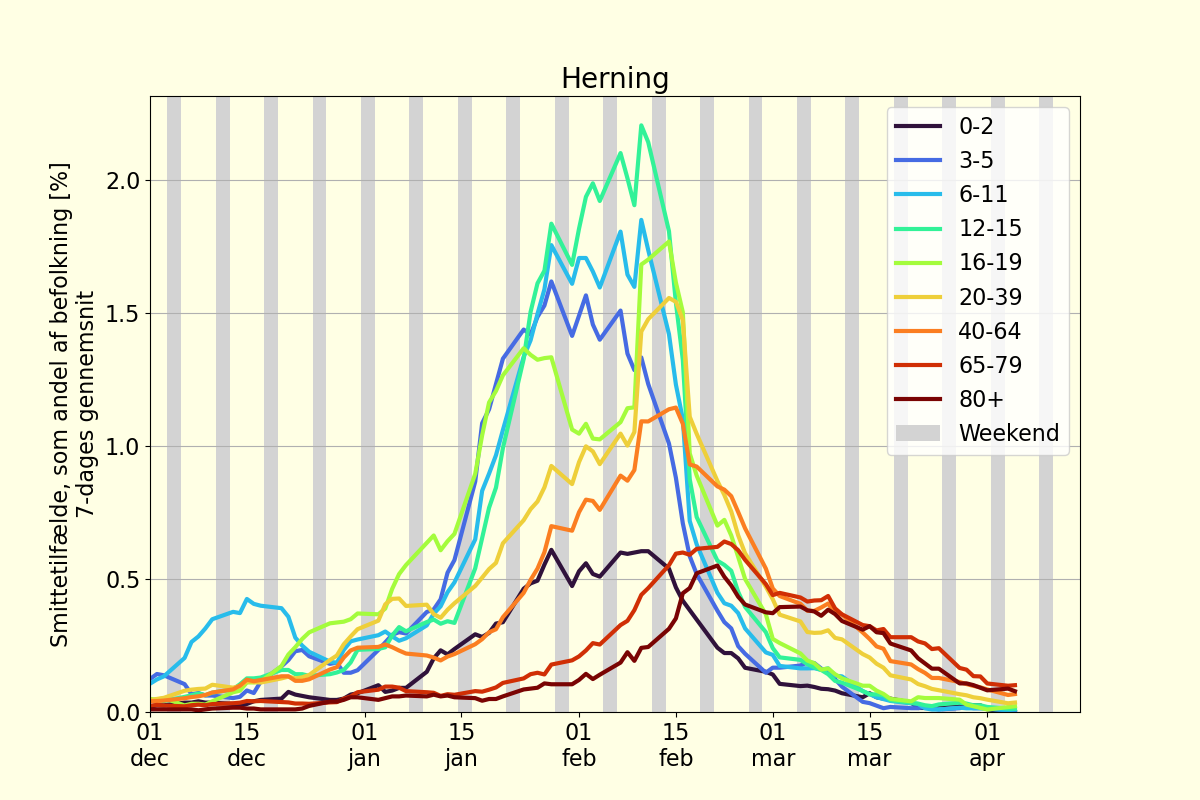 Herning
Smittetilfælde, som andel af befolkning [%]
7-dages gennemsnit
2.0
1.5
1.0
0.5
0.0
01 dec
15 dec
01 jan
15 jan
01 feb
15 feb
01 mar
15 mar
01 apr
0-2
3-5
6-11
12-15
16-19
20-39
40-64
65-79
80+
Weekend